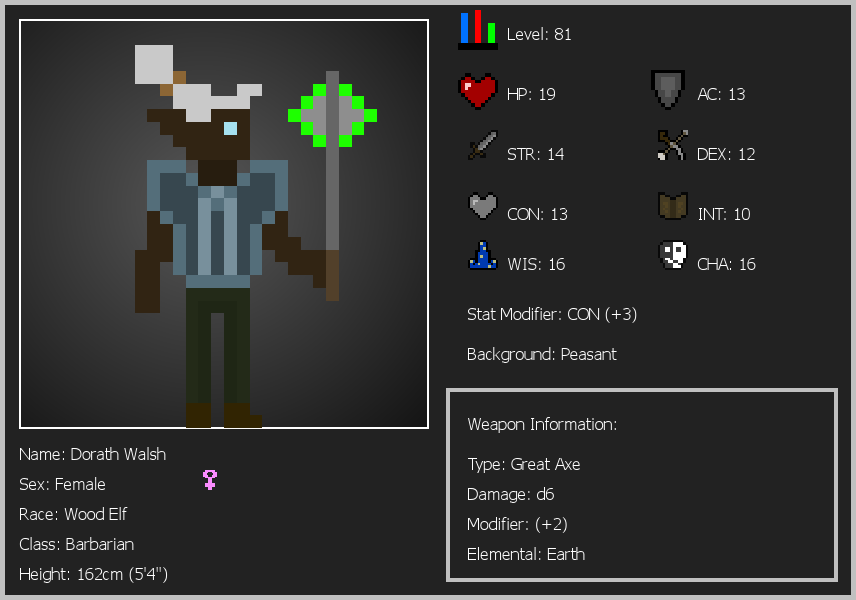 Level: 81
HP: 19
AC: 13
STR: 14
DEX: 12
CON: 13
INT: 10
WIS: 16
CHA: 16
Stat Modifier: CON (+3)
Background: Peasant
Weapon Information:
Type: Great Axe
Damage: d6
Modifier: (+2)
Elemental: Earth
Name: Dorath Walsh
Sex: Female
Race: Wood Elf
Class: Barbarian
Height: 162cm (5'4")